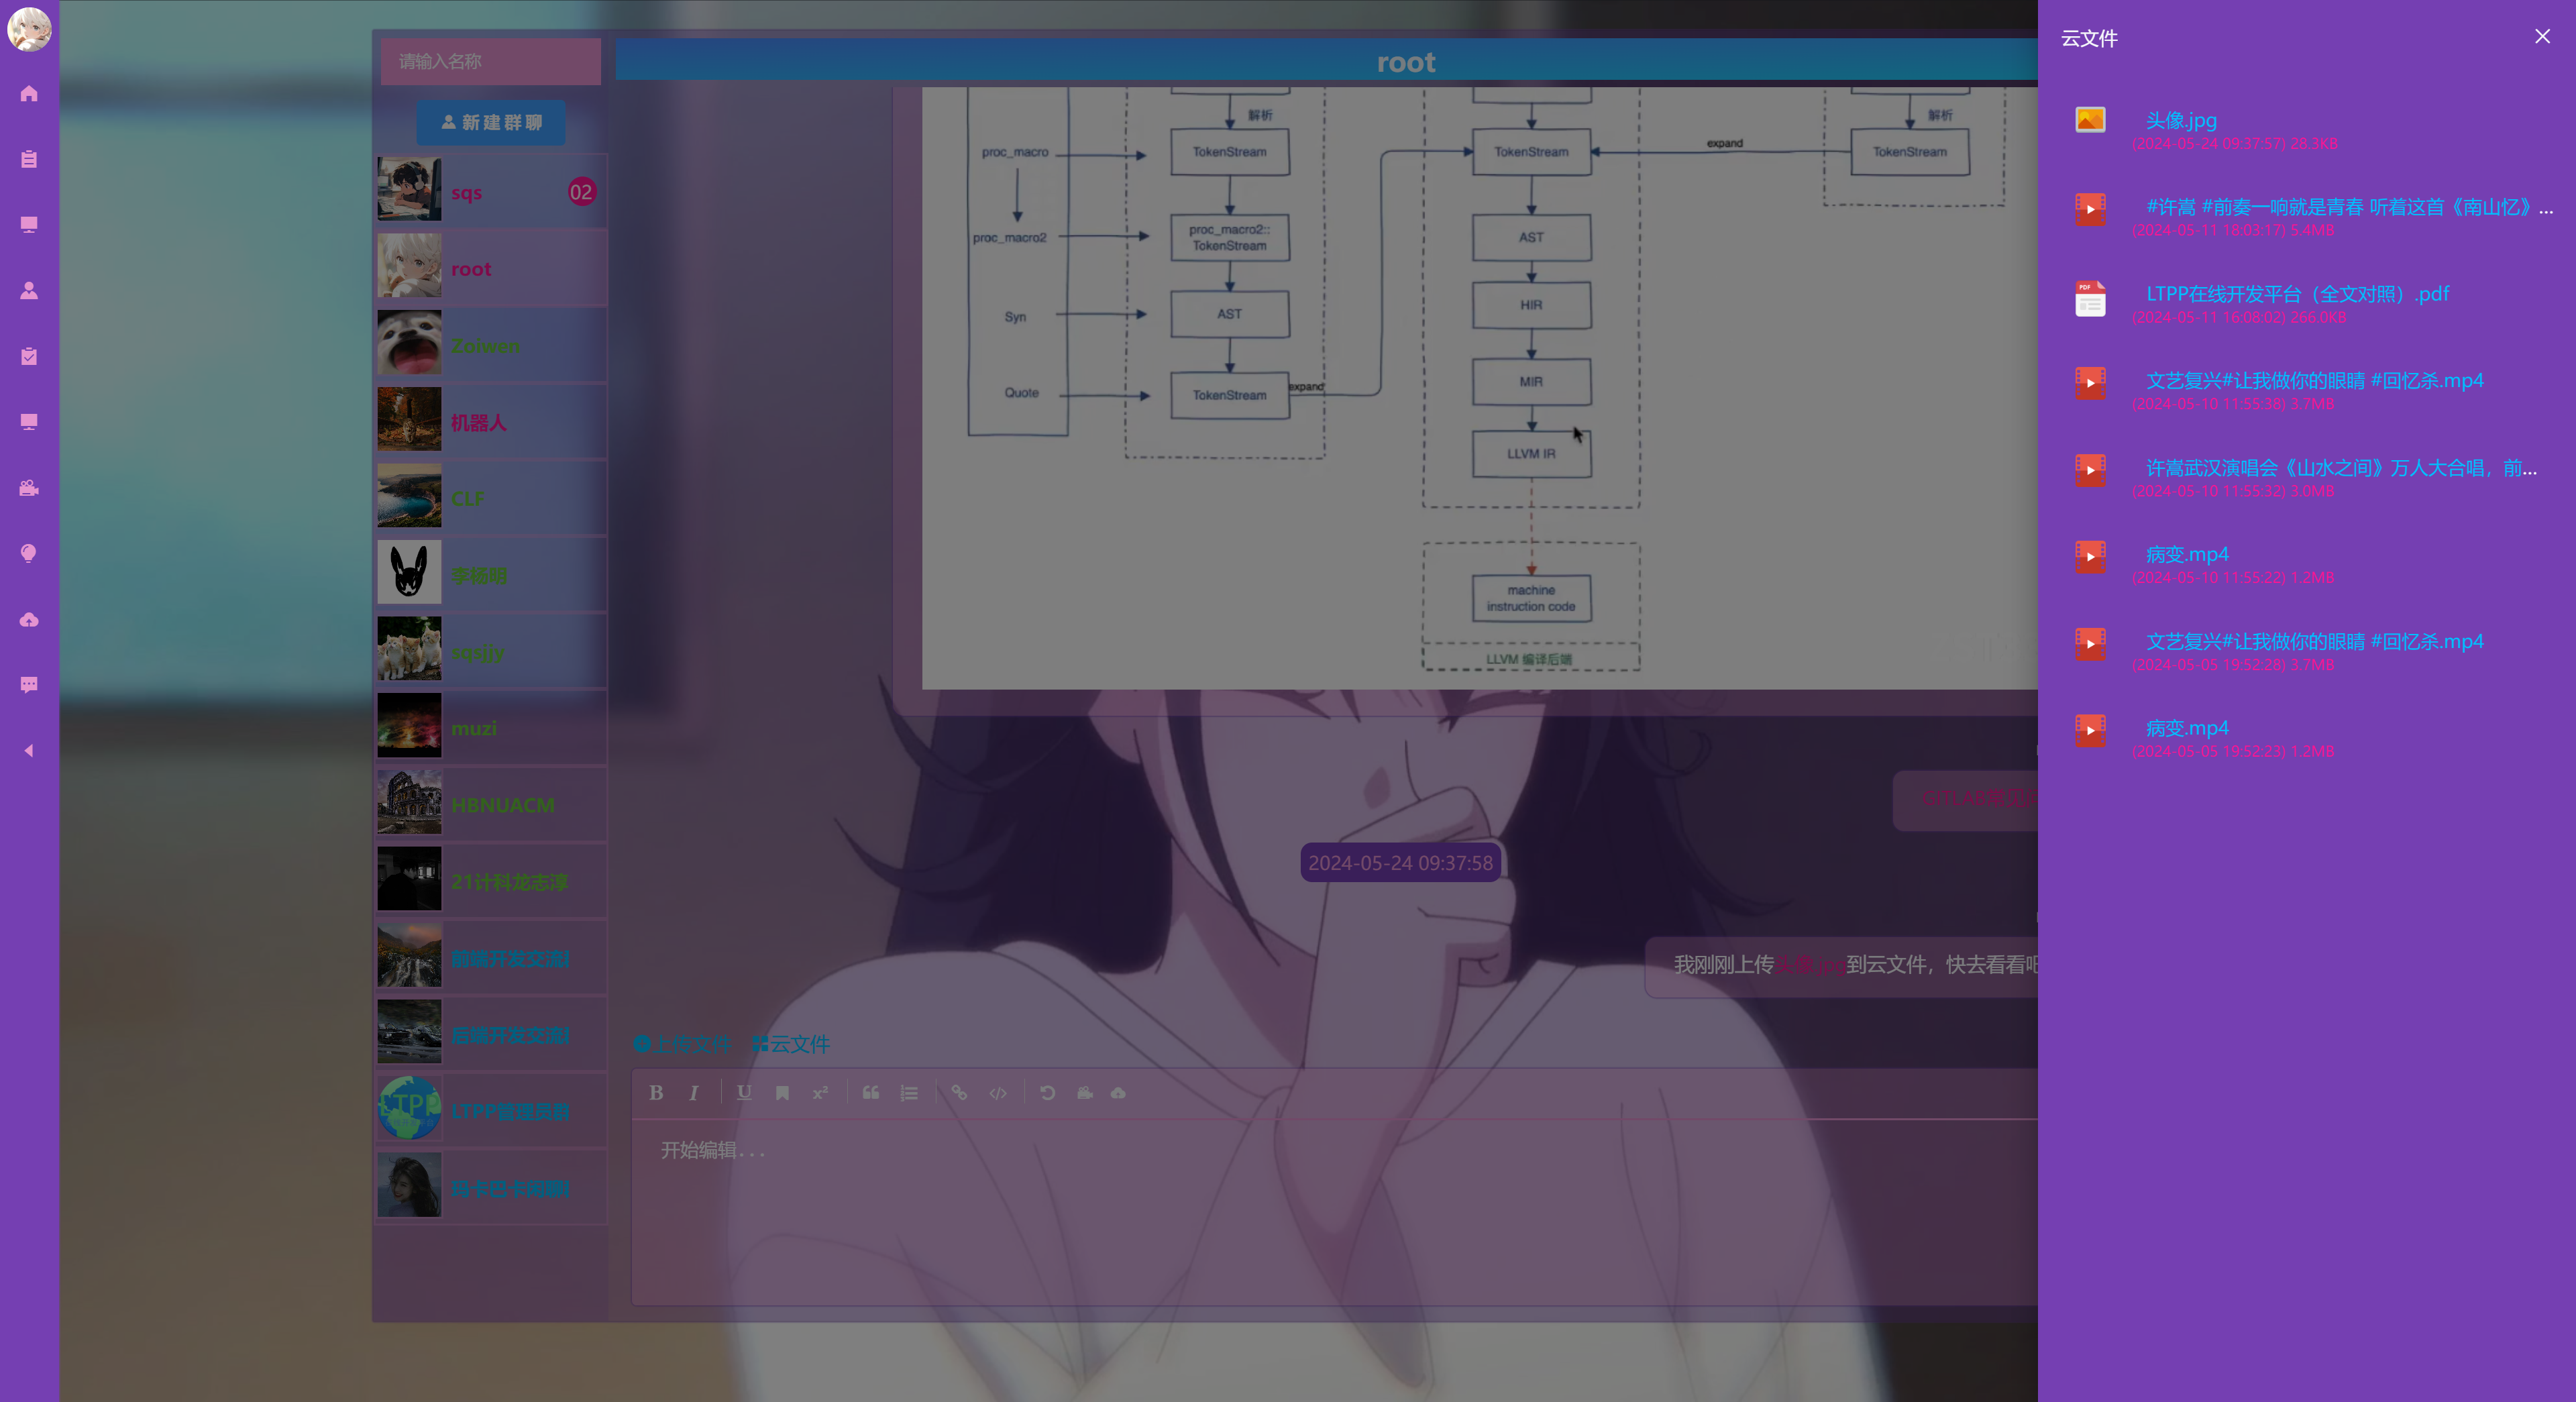 请输入名称
新建群聊
sqs
02
root
Zoiwen
机器人
CLF
李杨明
sqsjjy
muzi
HBNUACM
21计科龙志淳
前端开发交流
后端开发交流
LTPP管理员群
玛卡巴卡闲聊
root
解析
解析
proc_macro
TokenStream
TokenStream
expand
TokenStream
proc_macro2
proc_macro2::
TokenStream
AST
Syn
AST
HIR
Quote
TokenStream
expand
MIR
LLVM IR
machine
instruction code
LLVM 编译后端
GITLAB常见
2024-05-24 09:37:58
我刚刚上传头像.jpg到云文件，快去看看吧
上传文件
云文件
B I U x²
开始编辑...
云文件
头像.jpg
(2024-05-24 09:37:57) 28.3KB
#许嵩 #前奏一响就是青春 听着这首《南山忆》...
(2024-05-11 18:03:17) 5.4MB
PDF
LTPP在线开发平台（全文对照）.pdf
(2024-05-11 16:08:02) 266.0KB
文艺复兴#让我做你的眼睛 #回忆杀.mp4
(2024-05-10 11:55:38) 3.7MB
许嵩武汉演唱会《山水之间》万人大合唱，前...
(2024-05-10 11:55:32) 3.0MB
病变.mp4
(2024-05-10 11:55:22) 1.2MB
文艺复兴#让我做你的眼睛 #回忆杀.mp4
(2024-05-05 19:52:28) 3.7MB
病变.mp4
(2024-05-05 19:52:23) 1.2MB